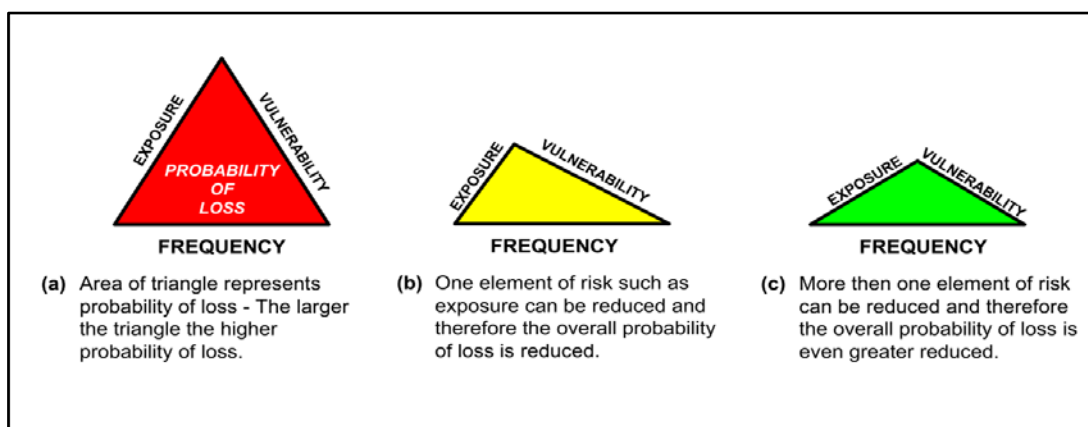 EXPOSURE
VULNERABILITY
PROBABILITY
OF
LOSS
FREQUENCY
(a) Area of triangle represents
probability of loss - The larger
the triangle the higher
probability of loss.
EXPOSURE
VULNERABILITY
FREQUENCY
(b) One element of risk such as
exposure can be reduced and
therefore the overall probability
of loss is reduced.
EXPOSURE
VULNERABILITY
FREQUENCY
(c) More then one element of risk
can be reduced and therefore
the overall probability of loss is
even greater reduced.